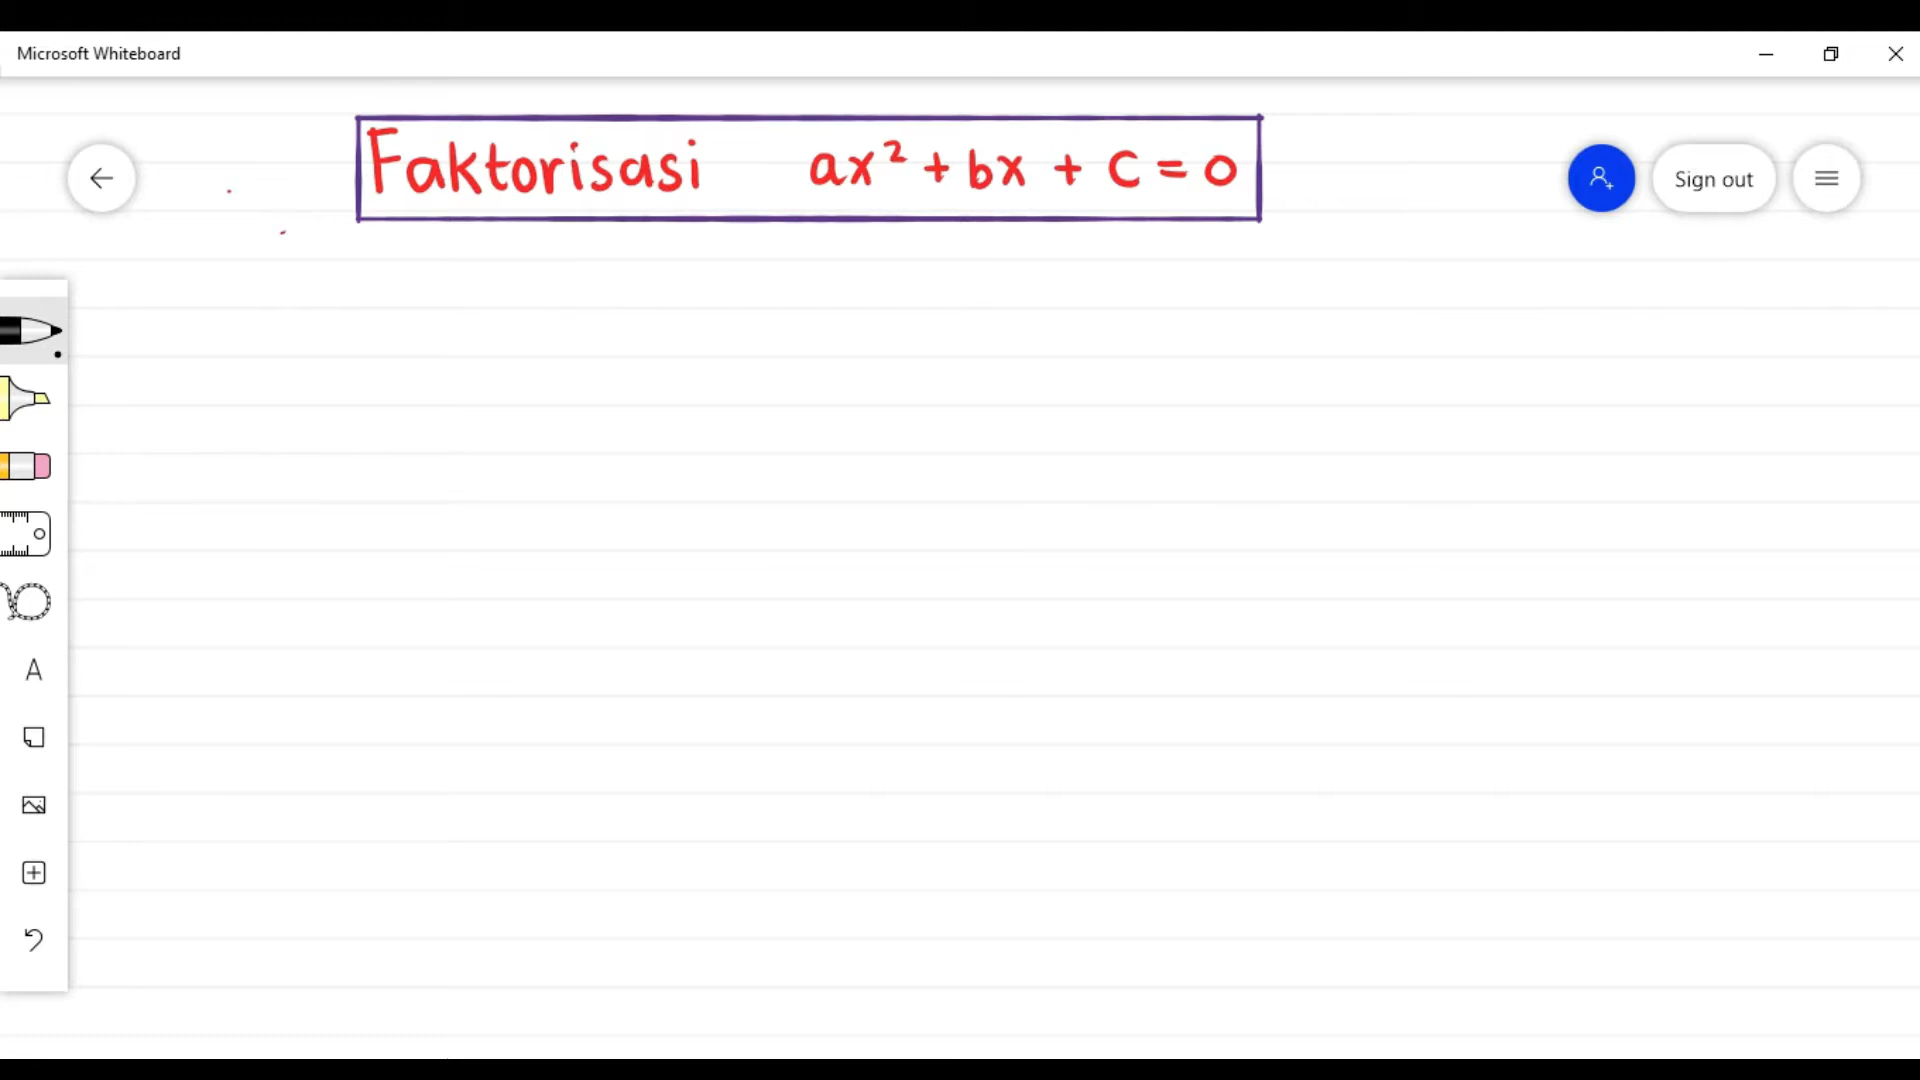 Microsoft Whiteboard
Faktorisasi ax² + bx + c = 0
Sign out
A